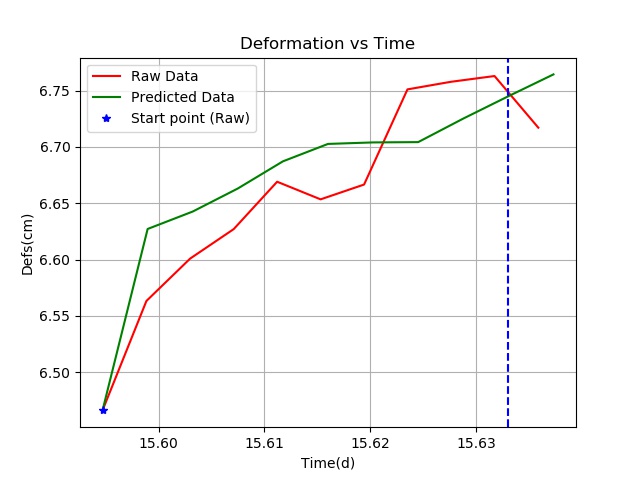 Deformation vs Time
Raw Data
Predicted Data
Start point (Raw)
Defs(cm)
6.75
6.70
6.65
6.60
6.55
6.50
15.60 15.61 15.62 15.63
Time(d)